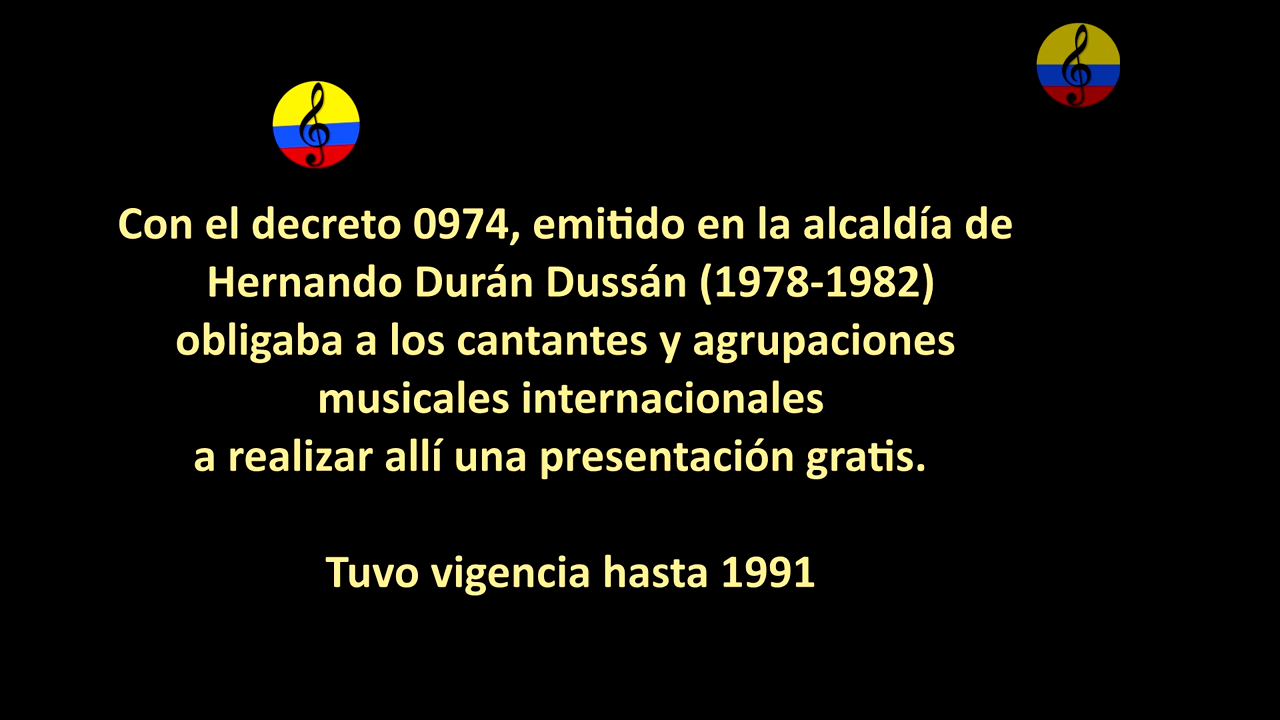 Con el decreto 0974, emitido en la alcaldía de
Hernando Durán Dussán (1978-1982)
obligaba a los cantantes y agrupaciones
musicales internacionales
a realizar allí una presentación gratis.
Tuvo vigencia hasta 1991